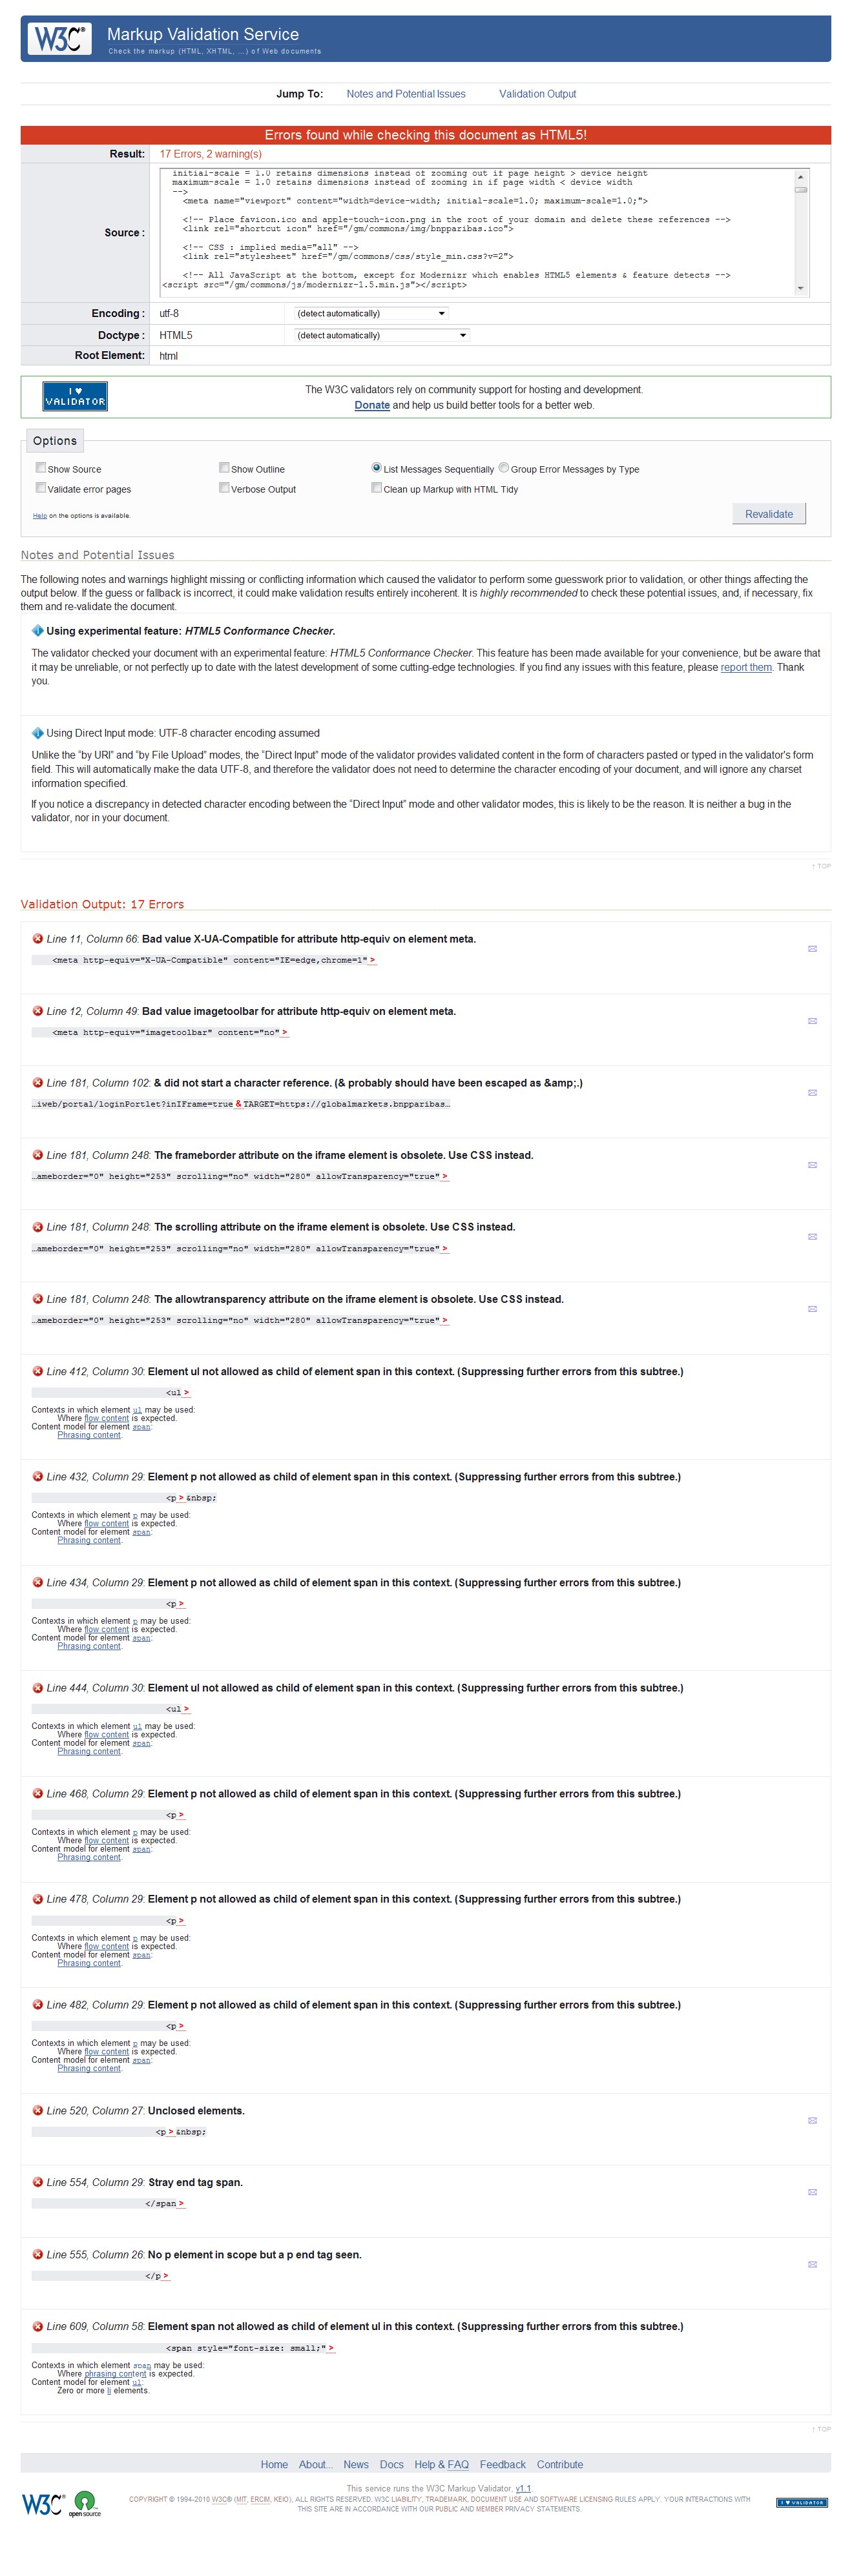 W3C® Markup Validation Service
Check the markup (HTML, XHTML, ...) of Web documents
Jump To: Notes and Potential Issues Validation Output
Errors found while checking this document as HTML5!
Result: 17 Errors, 2 warning(s)
initial-scale = 1.0 retains dimensions instead of zooming out if page height > device height
maximum-scale = 1.0 retains dimensions instead of zooming in if page width < device width
-->
<meta name="viewport" content="width=device-width; initial-scale=1.0; maximum-scale=1.0;">
<!-- Place favicon.ico and apple-touch-icon.png in the root of your domain and delete these references -->
<link rel="shortcut icon" href="/gm/commons/img/bnpparibas.ico">
Source :
<!-- CSS : implied media="all" -->
<link rel="stylesheet" href="/gm/commons/css/style_min.css?v=2">
<!-- All JavaScript at the bottom, except for Modernizr which enables HTML5 elements & feature detects -->
<script src="/gm/commons/js/modernizr-1.5.min.js"></script>
Encoding : utf-8 (detect automatically)
Doctype : HTML5 (detect automatically)
Root Element: html
I ♥ VALIDATOR
The W3C validators rely on community support for hosting and development.
Donate and help us build better tools for a better web.
Options
Show Source Show Outline List Messages Sequentially Group Error Messages by Type
Validate error pages Verbose Output Clean up Markup with HTML Tidy
Help on the options is available. Revalidate
Notes and Potential Issues
The following notes and warnings highlight missing or conflicting information which caused the validator to perform some guesswork prior to validation, or other things affecting the
output below. If the guess or fallback is incorrect, it could make validation results entirely incoherent. It is highly recommended to check these potential issues, and, if necessary, fix
them and re-validate the document.
Using experimental feature: HTML5 Conformance Checker.
The validator checked your document with an experimental feature: HTML5 Conformance Checker. This feature has been made available for your convenience, but be aware that
it may be unreliable, or not perfectly up to date with the latest development of some cutting-edge technologies. If you find any issues with this feature, please report them. Thank
you.
Using Direct Input mode: UTF-8 character encoding assumed
Unlike the “by URI” and “by File Upload” modes, the “Direct Input” mode of the validator provides validated content in the form of characters pasted or typed in the validator's form
field. This will automatically make the data UTF-8, and therefore the validator does not need to determine the character encoding of your document, and will ignore any charset
information specified.
If you notice a discrepancy in detected character encoding between the “Direct Input” mode and other validator modes, this is likely to be the reason. It is neither a bug in the
validator, nor in your document.
↑ TOP
Validation Output: 17 Errors
Line 11, Column 66: Bad value X-UA-Compatible for attribute http-equiv on element meta.
<meta http-equiv="X-UA-Compatible" content="IE=edge,chrome=1">
Line 12, Column 49: Bad value imagetoolbar for attribute http-equiv on element meta.
<meta http-equiv="imagetoolbar" content="no">
Line 181, Column 102: & did not start a character reference. (& probably should have been escaped as &amp;.)
…iweb/portal/loginPortlet?inIFrame=true&TARGET=https://globalmarkets.bnpparibas…
Line 181, Column 248: The frameborder attribute on the iframe element is obsolete. Use CSS instead.
…ameborder="0" height="253" scrolling="no" width="280" allowTransparency="true">
Line 181, Column 248: The scrolling attribute on the iframe element is obsolete. Use CSS instead.
…ameborder="0" height="253" scrolling="no" width="280" allowTransparency="true">
Line 181, Column 248: The allowtransparency attribute on the iframe element is obsolete. Use CSS instead.
…ameborder="0" height="253" scrolling="no" width="280" allowTransparency="true">
Line 412, Column 30: Element ul not allowed as child of element span in this context. (Suppressing further errors from this subtree.)
<ul>
Contexts in which element ul may be used:
Where flow content is expected.
Content model for element span:
Phrasing content.
Line 432, Column 29: Element p not allowed as child of element span in this context. (Suppressing further errors from this subtree.)
<p>&nbsp;
Contexts in which element p may be used:
Where flow content is expected.
Content model for element span:
Phrasing content.
Line 434, Column 29: Element p not allowed as child of element span in this context. (Suppressing further errors from this subtree.)
<p>
Contexts in which element p may be used:
Where flow content is expected.
Content model for element span:
Phrasing content.
Line 444, Column 30: Element ul not allowed as child of element span in this context. (Suppressing further errors from this subtree.)
<ul>
Contexts in which element ul may be used:
Where flow content is expected.
Content model for element span:
Phrasing content.
Line 468, Column 29: Element p not allowed as child of element span in this context. (Suppressing further errors from this subtree.)
<p>
Contexts in which element p may be used:
Where flow content is expected.
Content model for element span:
Phrasing content.
Line 478, Column 29: Element p not allowed as child of element span in this context. (Suppressing further errors from this subtree.)
<p>
Contexts in which element p may be used:
Where flow content is expected.
Content model for element span:
Phrasing content.
Line 482, Column 29: Element p not allowed as child of element span in this context. (Suppressing further errors from this subtree.)
<p>
Contexts in which element p may be used:
Where flow content is expected.
Content model for element span:
Phrasing content.
Line 520, Column 27: Unclosed elements.
<p>&nbsp;
Line 554, Column 29: Stray end tag span.
</span>
Line 555, Column 26: No p element in scope but a p end tag seen.
</p>
Line 609, Column 58: Element span not allowed as child of element ul in this context. (Suppressing further errors from this subtree.)
<span style="font-size: small;">
Contexts in which element span may be used:
Where phrasing content is expected.
Content model for element ul:
Zero or more li elements.
↑ TOP
Home About... News Docs Help & FAQ Feedback Contribute
This service runs the W3C Markup Validator, v1.1.
W3C® open source COPYRIGHT © 1994-2010 W3C® (MIT, ERCIM, KEIO), ALL RIGHTS RESERVED. W3C LIABILITY, TRADEMARK, DOCUMENT USE AND SOFTWARE LICENSING RULES APPLY. YOUR INTERACTIONS WITH
THIS SITE ARE IN ACCORDANCE WITH OUR PUBLIC AND MEMBER PRIVACY STATEMENTS.
I ♥ VALIDATOR